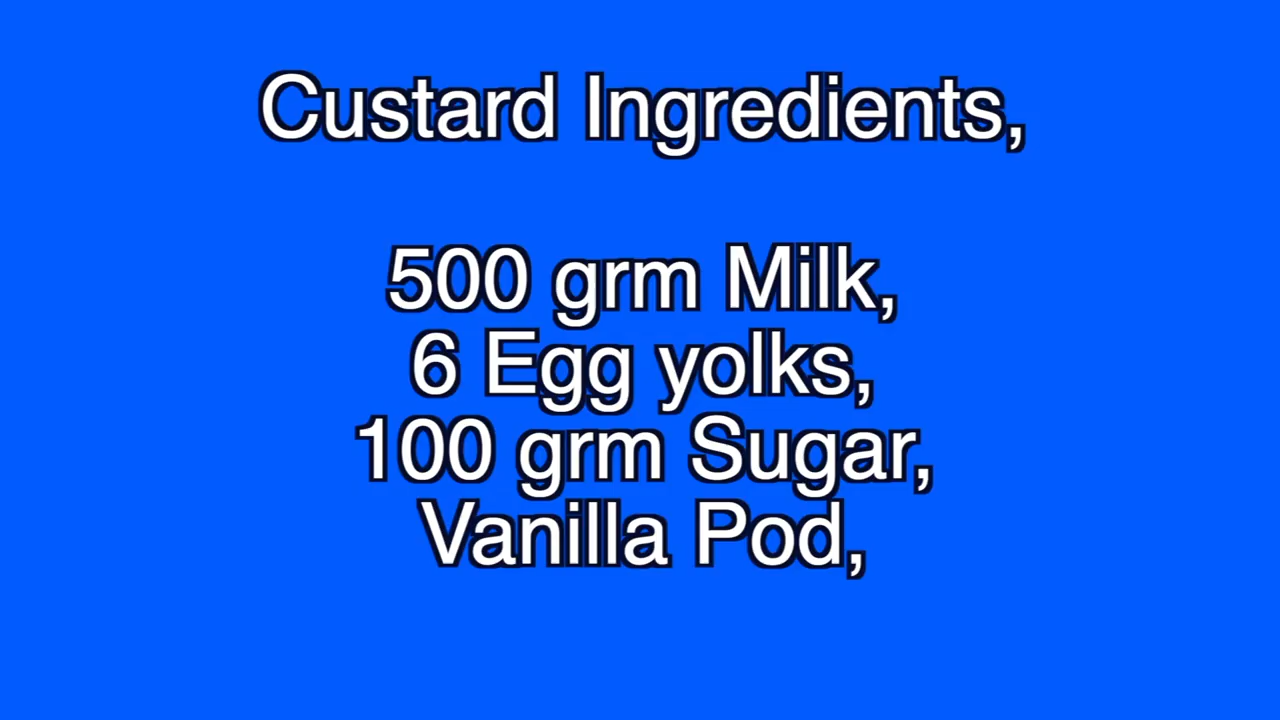 Custard Ingredients,
500 grm Milk,
6 Egg yolks,
100 grm Sugar,
Vanilla Pod,